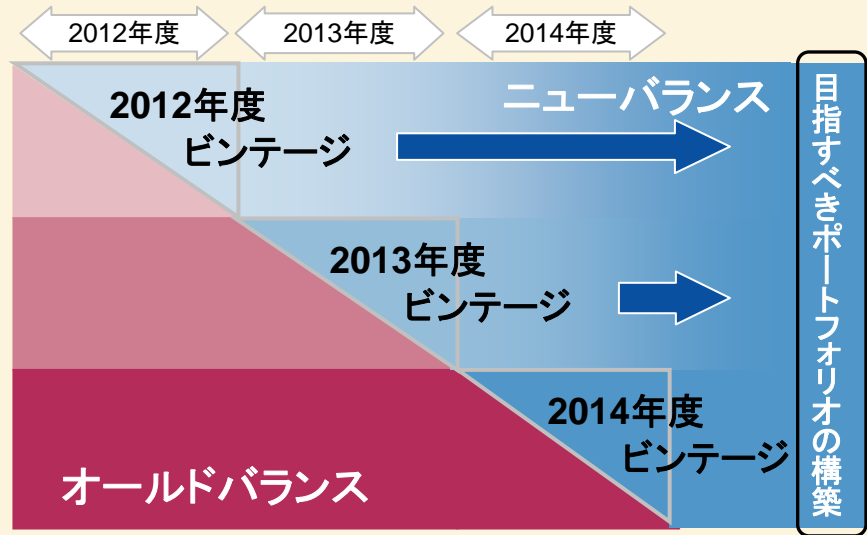 2012年度
2013年度
2014年度
ニューバランス
2012年度
ビンテージ
2013年度
ビンテージ
2014年度
ビンテージ
オールドバランス
目指すべきポートフォリオの構築